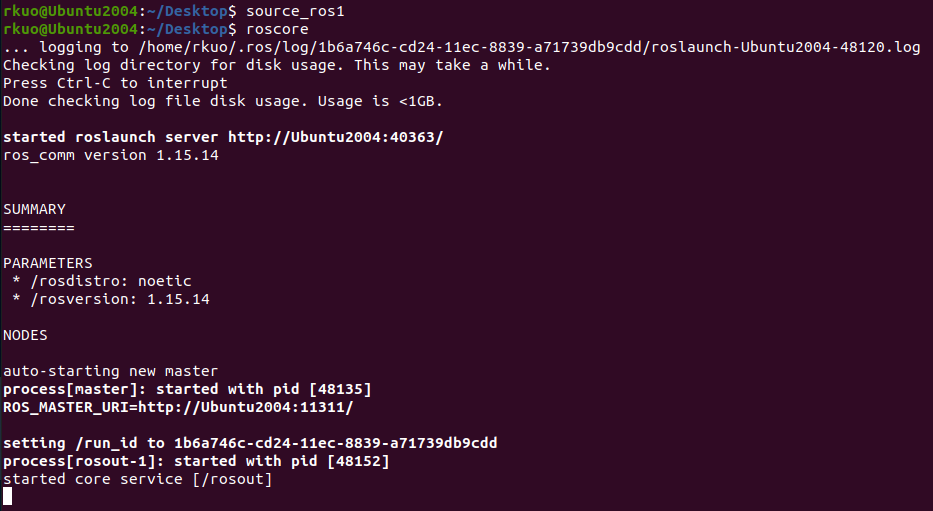 rkuo@Ubuntu2004:~/Desktop$ source_ros1
rkuo@Ubuntu2004:~/Desktop$ roscore
... logging to /home/rkuo/.ros/log/1b6a746c-cd24-11ec-8839-a71739db9cdd/roslaunch-Ubuntu2004-48120.log
Checking log directory for disk usage. This may take a while.
Press Ctrl-C to interrupt
Done checking log file disk usage. Usage is <1GB.
started roslaunch server http://Ubuntu2004:40363/
ros_comm version 1.15.14
SUMMARY
========
PARAMETERS
 * /rosdistro: noetic
 * /rosversion: 1.15.14
NODES
auto-starting new master
process[master]: started with pid [48135]
ROS_MASTER_URI=http://Ubuntu2004:11311/
setting /run_id to 1b6a746c-cd24-11ec-8839-a71739db9cdd
process[rosout-1]: started with pid [48152]
started core service [/rosout]